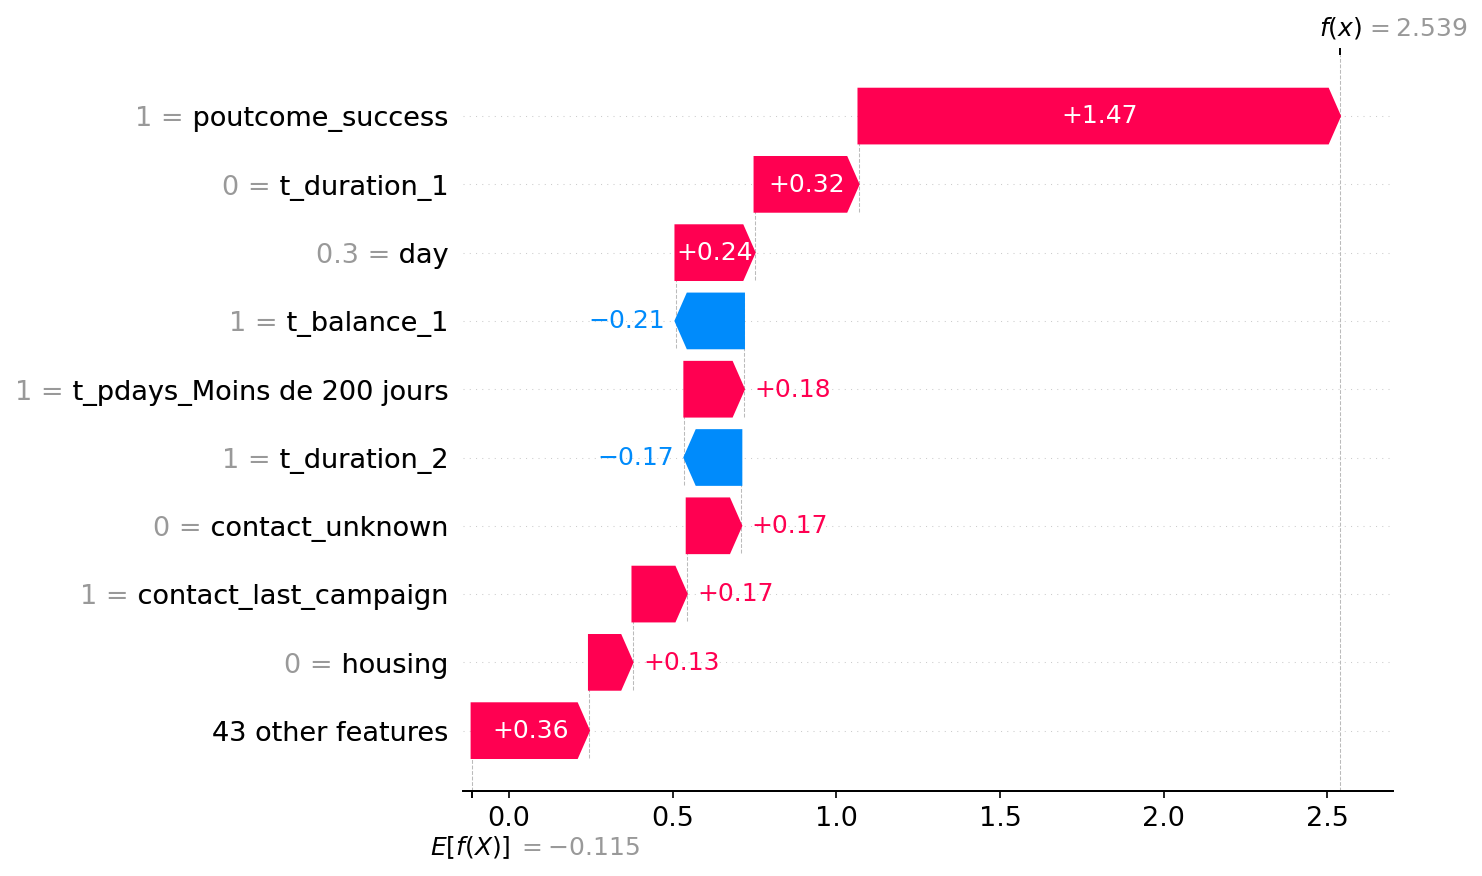 f(x) = 2.539
1 = poutcome_success +1.47
0 = t_duration_1 +0.32
0.3 = day +0.24
1 = t_balance_1 −0.21
1 = t_pdays_Moins de 200 jours +0.18
1 = t_duration_2 −0.17
0 = contact_unknown +0.17
1 = contact_last_campaign +0.17
0 = housing +0.13
43 other features +0.36
0.0 0.5 1.0 1.5 2.0 2.5
E[f(X)] = −0.115